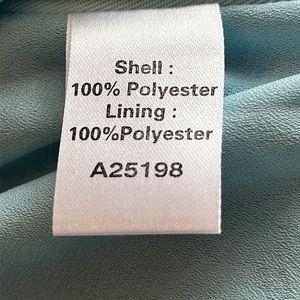 Shell :
100% Polyester
Lining :
100%Polyester
A25198